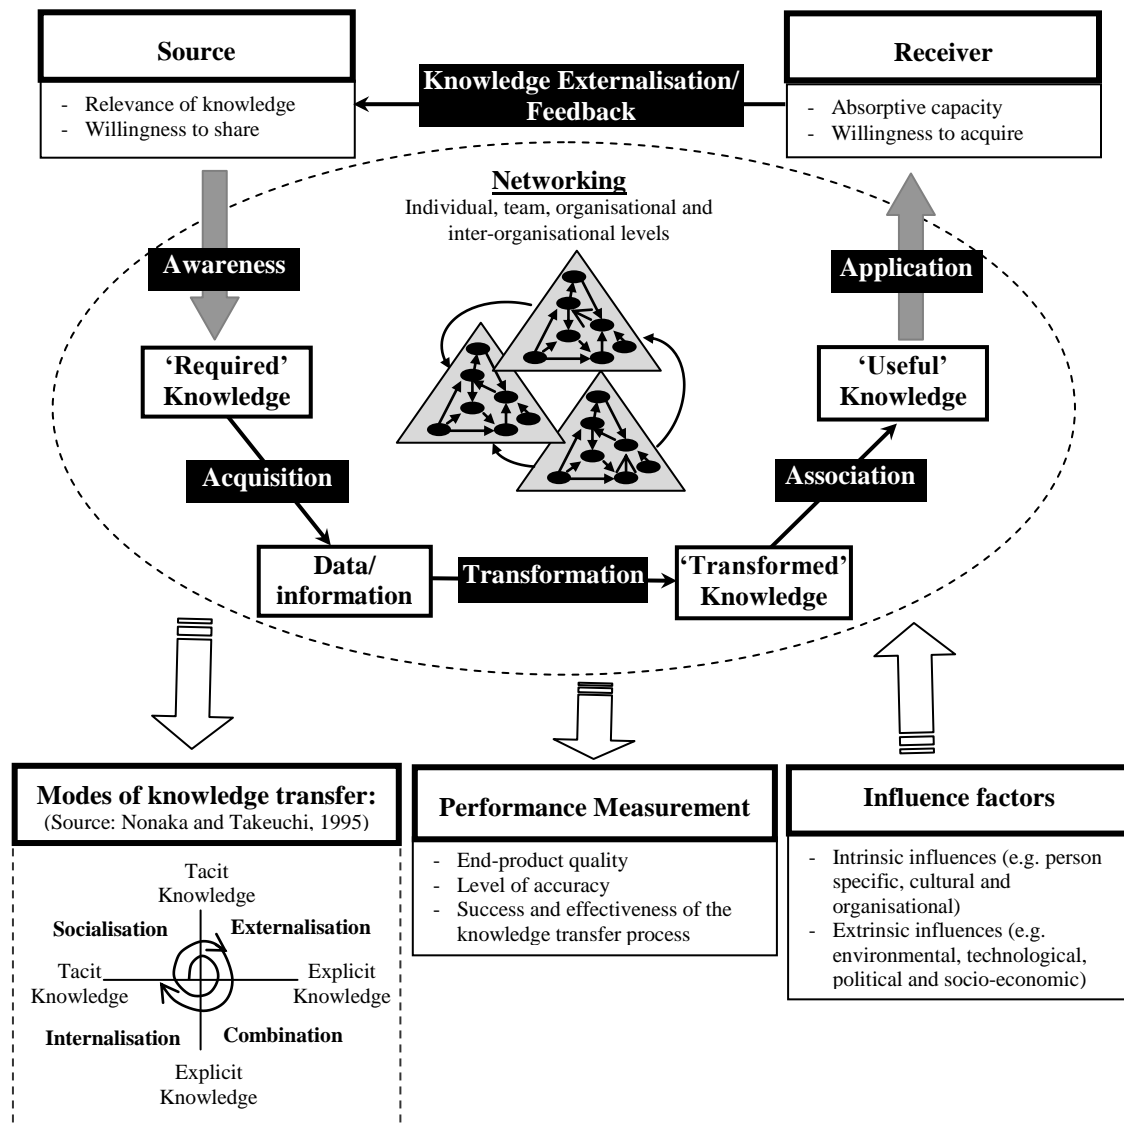 Source
- Relevance of knowledge
- Willingness to share
Knowledge Externalisation/
Feedback
Receiver
- Absorptive capacity
- Willingness to acquire
Networking
Individual, team, organisational and
inter-organisational levels
Awareness
Application
‘Required’
Knowledge
‘Useful’
Knowledge
Acquisition
Association
Data/
information
Transformation
‘Transformed’
Knowledge
Modes of knowledge transfer:
(Source: Nonaka and Takeuchi, 1995)
Tacit
Knowledge
Socialisation
Externalisation
Tacit
Knowledge
Explicit
Knowledge
Internalisation
Combination
Explicit
Knowledge
Performance Measurement
- End-product quality
- Level of accuracy
- Success and effectiveness of the
knowledge transfer process
Influence factors
- Intrinsic influences (e.g. person
specific, cultural and
organisational)
- Extrinsic influences (e.g.
environmental, technological,
political and socio-economic)